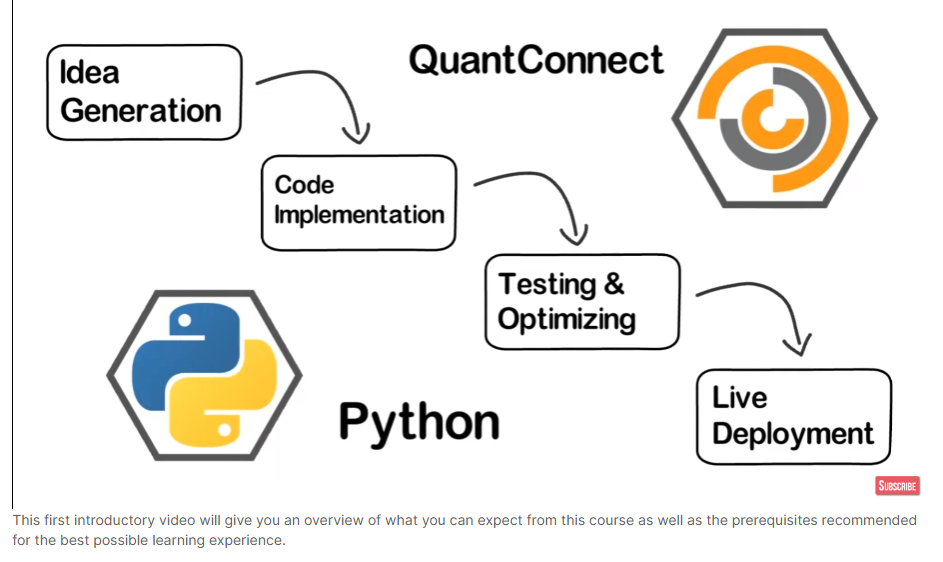 Idea
Generation
QuantConnect
Code
Implementation
Testing &
Optimizing
Live
Deployment
Python
SUBSCRIBE
This first introductory video will give you an overview of what you can expect from this course as well as the prerequisites recommended
for the best possible learning experience.